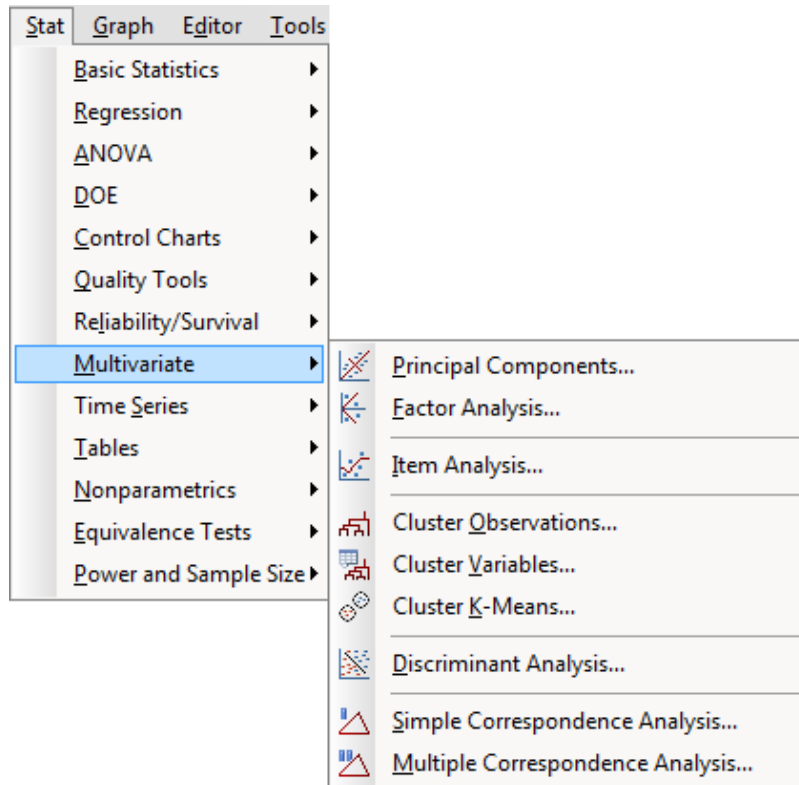 Stat Graph Editor Tools
Basic Statistics
Regression
ANOVA
DOE
Control Charts
Quality Tools
Reliability/Survival
Multivariate
Time Series
Tables
Nonparametrics
Equivalence Tests
Power and Sample Size
Principal Components...
Factor Analysis...
Item Analysis...
Cluster Observations...
Cluster Variables...
Cluster K-Means...
Discriminant Analysis...
Simple Correspondence Analysis...
Multiple Correspondence Analysis...